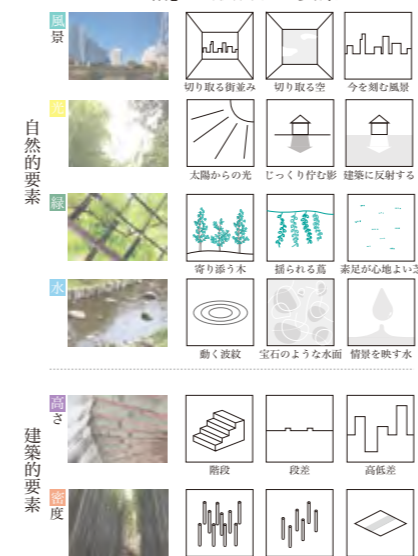 自然的要素
風景
切り取る街並み 切り取る空 今を刻む風景
光
太陽からの光 じっくり佇む影 建築に反射する
緑
寄り添う木 揺られる蔦 素足が心地よい
水
動く波紋 宝石のような水面 情景を映す水
建築的要素
高さ
階段 段差 高低差
密度